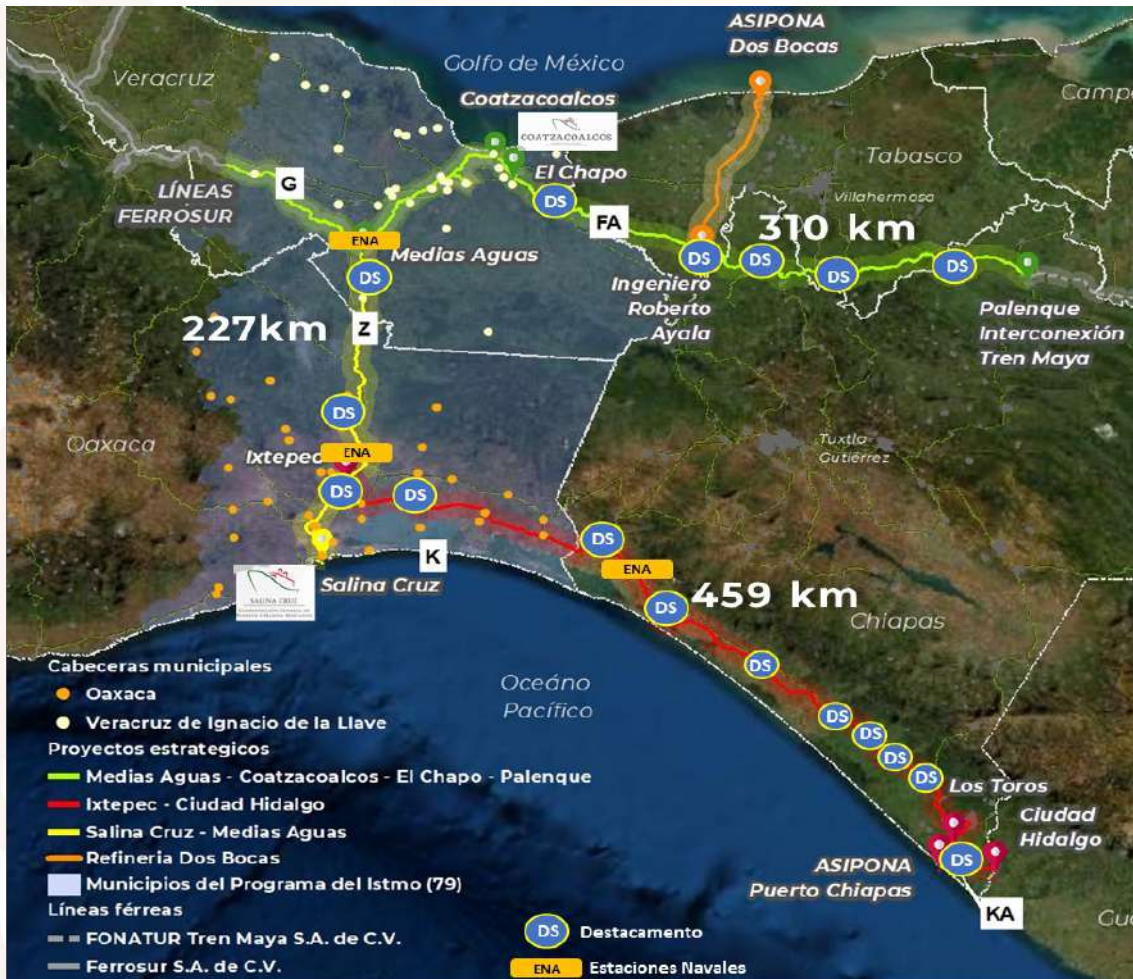 ASIPONA
Dos Bocas
Golfo de México
Veracruz
Coatzacoalcos
COATZACOALCOS
Tabasco
El Chapo
G
LÍNEAS
FERROSUR
DS
Villahermosa
FA
310 km
ENA
Medias Aguas
DS
DS
DS
DS
DS
Ingeniero
Roberto
Ayala
Palenque
Interconexión
Tren Maya
227km
Z
DS
Oaxaca
Tuxtla
Gutiérrez
Ixtepec
ENA
DS
DS
K
DS
ENA
SALINA CRUZ
Salina Cruz
DS
459 km
Chiapas
DS
Océano
Pacífico
DS
DS
DS
DS
Los Toros
Ciudad
Hidalgo
DS
ASIPONA
Puerto Chiapas
KA
Cabeceras municipales
Oaxaca
Veracruz de Ignacio de la Llave
Proyectos estrategicos
Medias Aguas - Coatzacoalcos - El Chapo - Palenque
Ixtepec - Ciudad Hidalgo
Salina Cruz - Medias Aguas
Refineria Dos Bocas
Municipios del Programa del Istmo (79)
Líneas férreas
FONATUR Tren Maya S.A. de C.V.
Ferrosur S.A. de C.V.
DS Destacamento
ENA Estaciones Navales